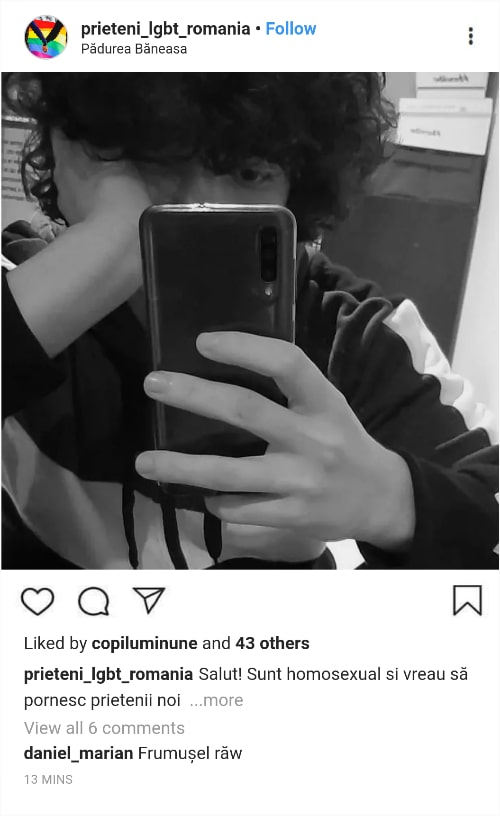 prieteni_lgbt_romania • Follow
Pădurea Băneasa
Liked by copiluminune and 43 others
prieteni_lgbt_romania Salut! Sunt homosexual si vreau să
pornesc prietenii noi ...more
View all 6 comments
daniel_marian Frumușel răw
13 MINS